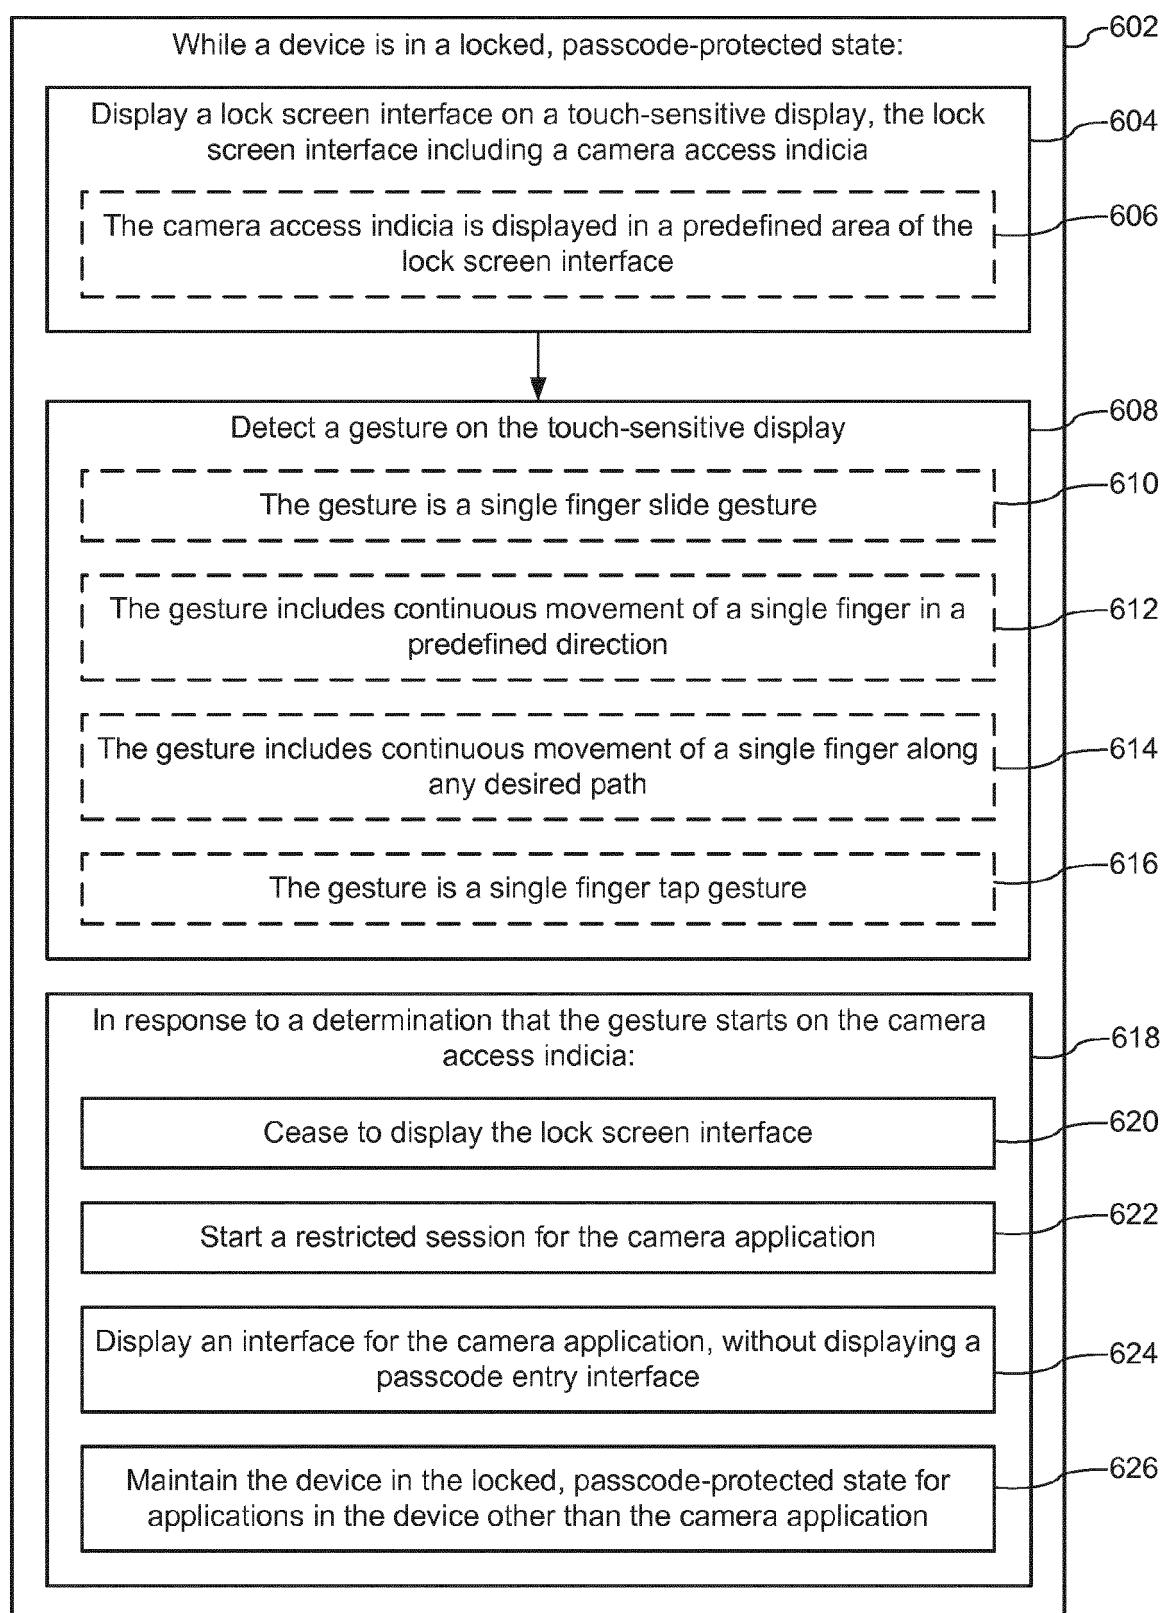 While a device is in a locked, passcode-protected state:
602
Display a lock screen interface on a touch-sensitive display, the lock
screen interface including a camera access indicia
604
The camera access indicia is displayed in a predefined area of the
lock screen interface
606
Detect a gesture on the touch-sensitive display
608
The gesture is a single finger slide gesture
610
The gesture includes continuous movement of a single finger in a
predefined direction
612
The gesture includes continuous movement of a single finger along
any desired path
614
The gesture is a single finger tap gesture
616
In response to a determination that the gesture starts on the camera
access indicia:
618
Cease to display the lock screen interface
620
Start a restricted session for the camera application
622
Display an interface for the camera application, without displaying a
passcode entry interface
624
Maintain the device in the locked, passcode-protected state for
applications in the device other than the camera application
626